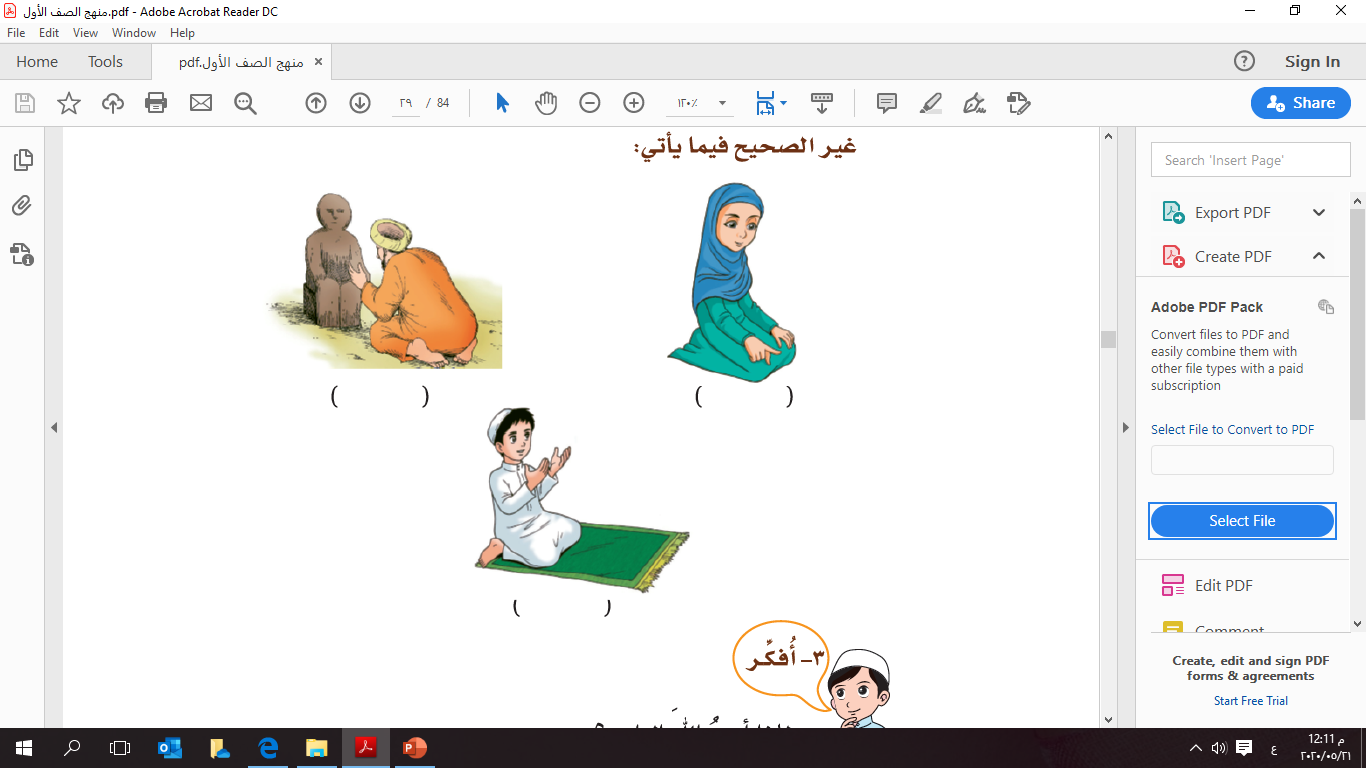 منهج الصف الأول.pdf - Adobe Acrobat Reader DC
File Edit View Window Help
Home Tools منهج الصف الأول.pdf × Sign In
٢٩ / 84 ١٢٠٪ Share
غير الصحيح فيما يأتي:
( ) ( )
( )
٣- أُفكِّر
Search 'Insert Page'
Export PDF
Create PDF
Adobe PDF Pack
Convert files to PDF and
easily combine them with
other file types with a paid
subscription
Select File to Convert to PDF
Select File
Edit PDF
Comment
Create, edit and sign PDF
forms & agreements
Start Free Trial
ع 12:11 م
٢٠٢٠/٠٥/٢١